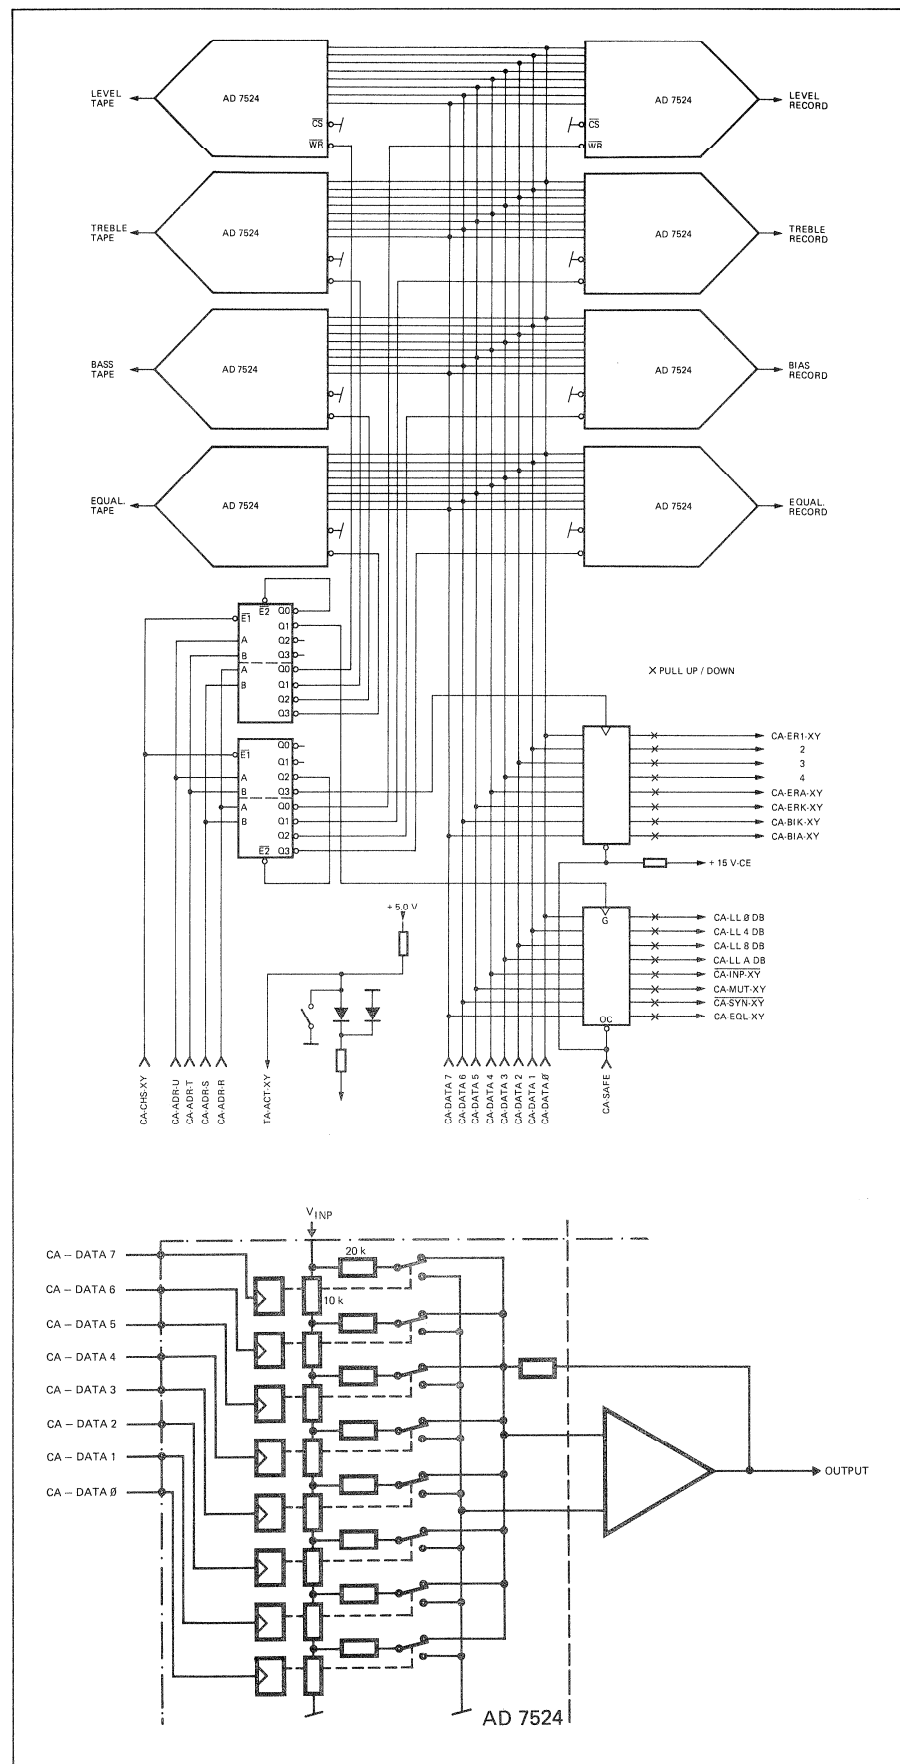 LEVEL TAPE
AD 7524
CS
WR
AD 7524
CS
WR
LEVEL RECORD
TREBLE TAPE
AD 7524
AD 7524
TREBLE RECORD
BASS TAPE
AD 7524
AD 7524
BIAS RECORD
EQUAL. TAPE
AD 7524
AD 7524
EQUAL. RECORD
E2
E1
A
B
A
B
Q0
Q1
Q2
Q3
Q0
Q1
Q2
Q3
X PULL UP / DOWN
E1
A
B
A
B
E2
Q0
Q1
Q2
Q3
Q0
Q1
Q2
Q3
CA-ER1-XY
2
3
4
CA-ERA-XY
CA-ERK-XY
CA-BIK-XY
CA-BIA-XY
+ 15 V-CE
+ 5.0 V
G
OC
CA-LL Ø DB
CA-LL 4 DB
CA-LL 8 DB
CA-LL A DB
CA-INP-XY
CA-MUT-XY
CA-SYN-XY
CA EQL-XY
CA-CHS-XY
CA-ADR-U
CA-ADR-T
CA-ADR-S
CA-ADR-R
TA-ACT-XY
CA-DATA 7
CA-DATA 6
CA-DATA 5
CA-DATA 4
CA-DATA 3
CA-DATA 2
CA-DATA 1
CA-DATA Ø
CA-SAFE
VINP
CA – DATA 7
20 k
CA – DATA 6
10 k
CA – DATA 5
CA – DATA 4
CA – DATA 3
CA – DATA 2
CA – DATA 1
CA – DATA Ø
OUTPUT
AD 7524